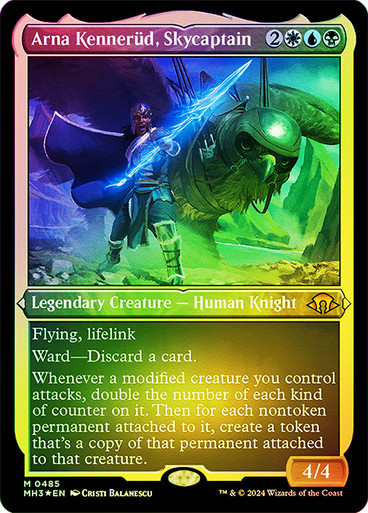 Arna Kennerüd, Skycaptain 2
Legendary Creature — Human Knight
Flying, lifelink
Ward—Discard a card.
Whenever a modified creature you control
attacks, double the number of each kind
of counter on it. Then for each nontoken
permanent attached to it, create a token
that's a copy of that permanent attached
to that creature.
4/4
M 0485
MH3★EN Cristi Balanescu
™ & © 2024 Wizards of the Coast